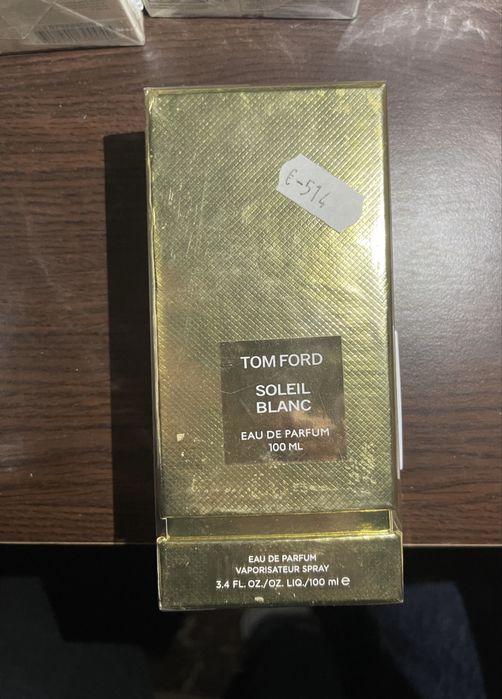 €-514
TOM FORD
SOLEIL
BLANC
EAU DE PARFUM
100 ML
EAU DE PARFUM
VAPORISATEUR SPRAY
3.4 FL. OZ./OZ. LIQ./100 ml e